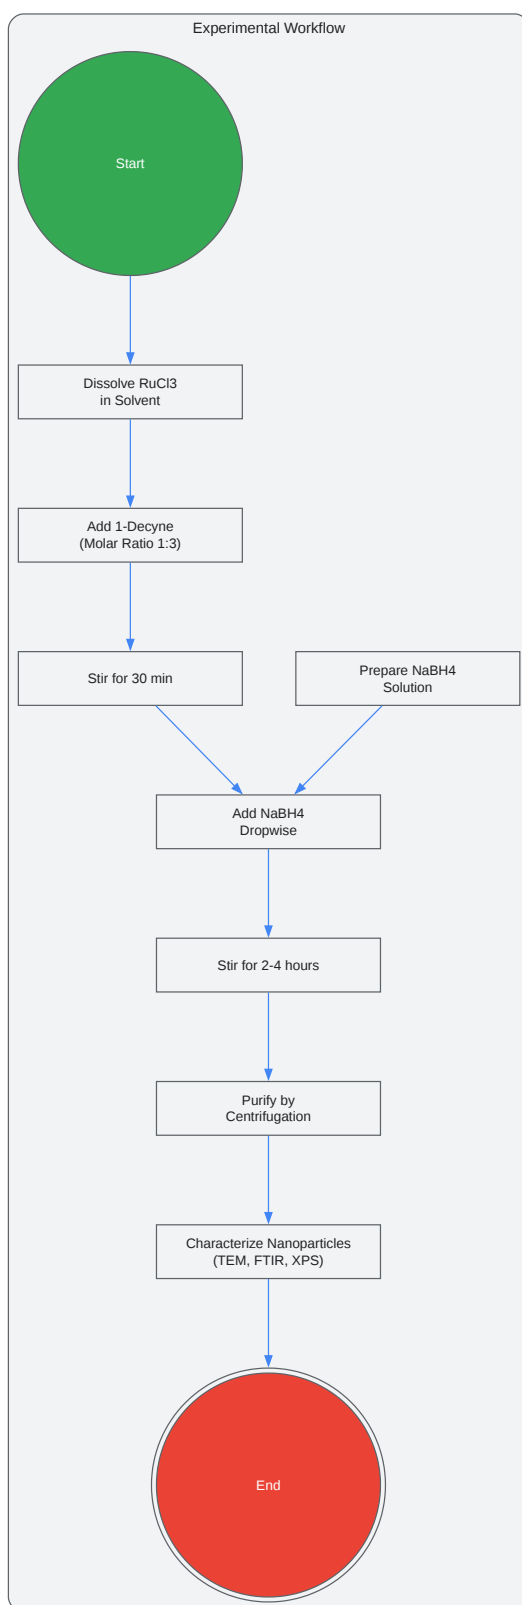 Experimental Workflow
Start
Dissolve RuCl3
in Solvent
Add 1-Decyne
(Molar Ratio 1:3)
Stir for 30 min
Prepare NaBH4
Solution
Add NaBH4
Dropwise
Stir for 2-4 hours
Purify by
Centrifugation
Characterize Nanoparticles
(TEM, FTIR, XPS)
End